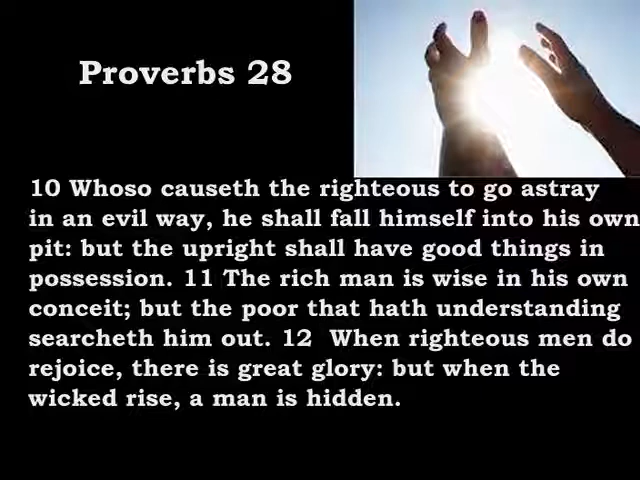 Proverbs 28
10 Whoso causeth the righteous to go astray
in an evil way, he shall fall himself into his own
pit: but the upright shall have good things in
possession. 11 The rich man is wise in his own
conceit; but the poor that hath understanding
searcheth him out. 12  When righteous men do
rejoice, there is great glory: but when the
wicked rise, a man is hidden.